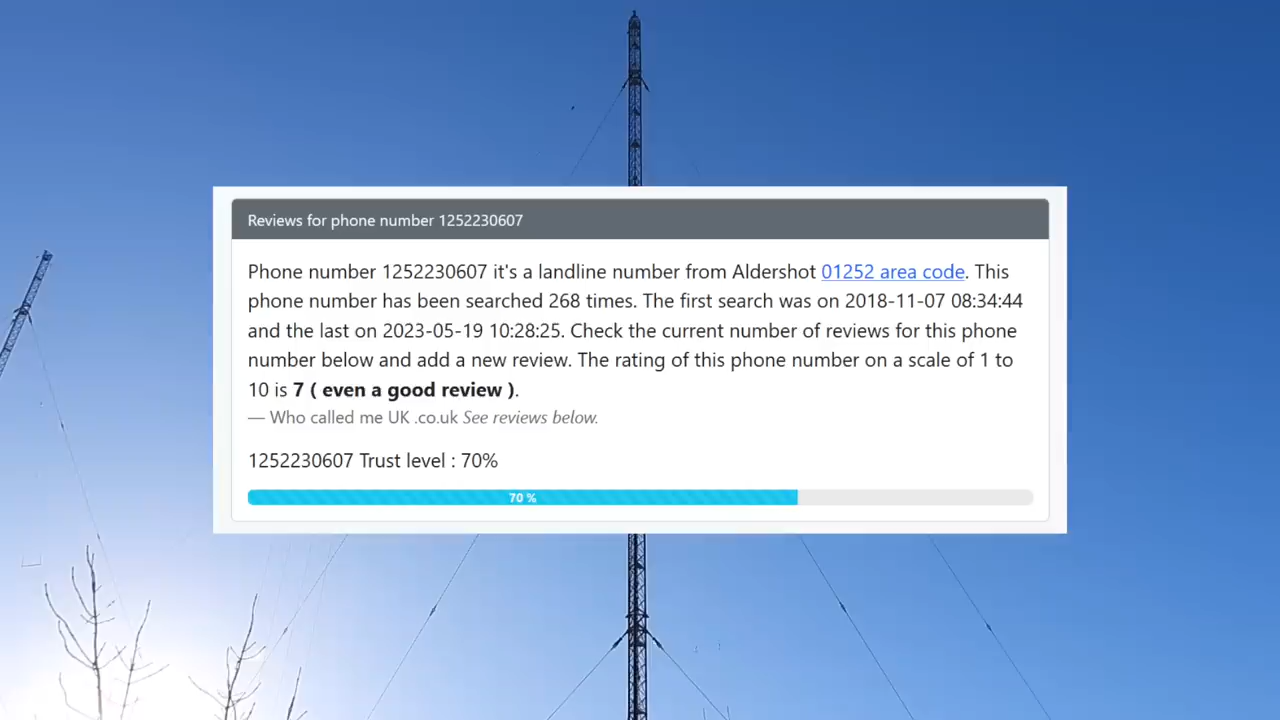 Reviews for phone number 1252230607
Phone number 1252230607 it's a landline number from Aldershot 01252 area code. This
phone number has been searched 268 times. The first search was on 2018-11-07 08:34:44
and the last on 2023-05-19 10:28:25. Check the current number of reviews for this phone
number below and add a new review. The rating of this phone number on a scale of 1 to
10 is 7 ( even a good review ).
— Who called me UK .co.uk See reviews below.
1252230607 Trust level : 70%
70 %